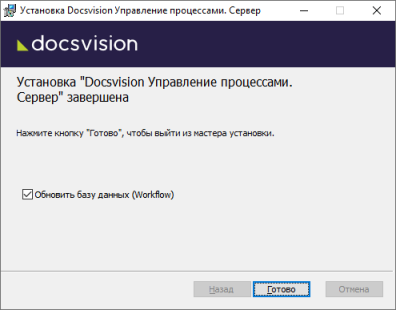 Установка Docsvision Управление процессами. Сервер
docsvision
Установка "Docsvision Управление процессами.
Сервер" завершена
Нажмите кнопку "Готово", чтобы выйти из мастера установки.
Обновить базу данных (Workflow)
Назад Готово Отмена